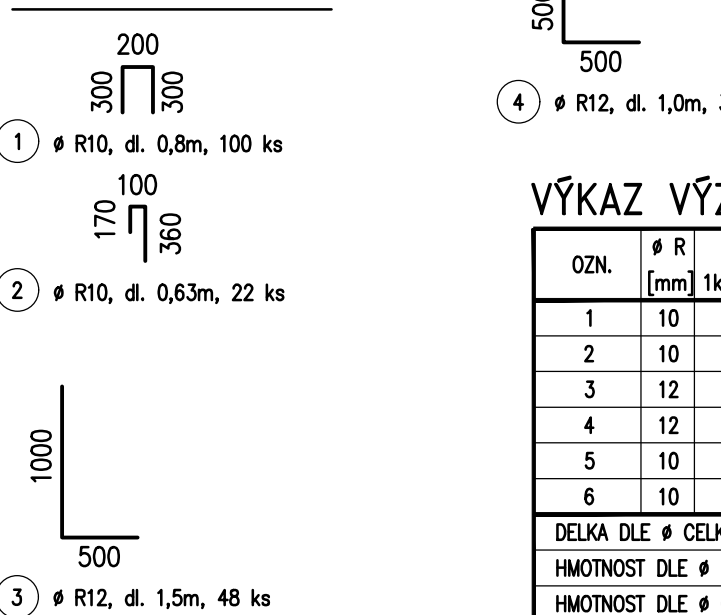 200
300 300
1 ø R10, dl. 0,8m, 100 ks
100
170 360
2 ø R10, dl. 0,63m, 22 ks
1000
500
3 ø R12, dl. 1,5m, 48 ks
500
500
4 ø R12, dl. 1,0m,
VÝKAZ
OZN. ø R [mm]
1 10
2 10
3 12
4 12
5 10
6 10
DELKA DLE ø
HMOTNOST DLE ø
HMOTNOST DLE ø